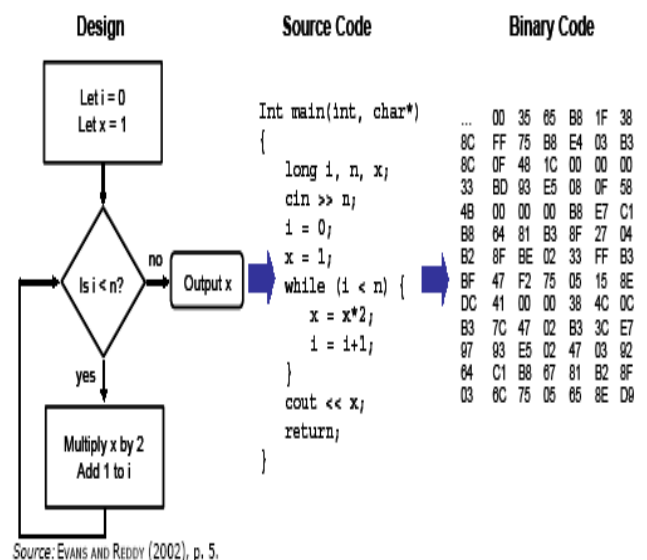 Design
Let i = 0
Let x = 1
Is i < n?
no
Output x
yes
Multiply x by 2
Add 1 to i
Source Code
Int main(int, char*)
{
long i, n, x;
cin >> n;
i = 0;
x = 1;
while (i < n) {
x = x*2;
i = i+1;
}
cout << x;
return;
}
Binary Code
... 00 35 65 B8 1F 38
8C FF 75 B8 E4 03 B3
8C 0F 48 1C 00 00 00
33 BD 93 E5 08 0F 58
4B 00 00 00 B8 E7 C1
B8 64 81 B3 8F 27 04
B2 8F BE 02 33 FF B3
BF 47 F2 75 05 15 8E
DC 41 00 00 38 4C 0C
B3 7C 47 02 B3 3C E7
97 93 E5 02 47 03 92
64 C1 B8 67 81 B2 8F
03 6C 75 05 65 8E D9
Source: EVANS AND REDDY (2002), p. 5.